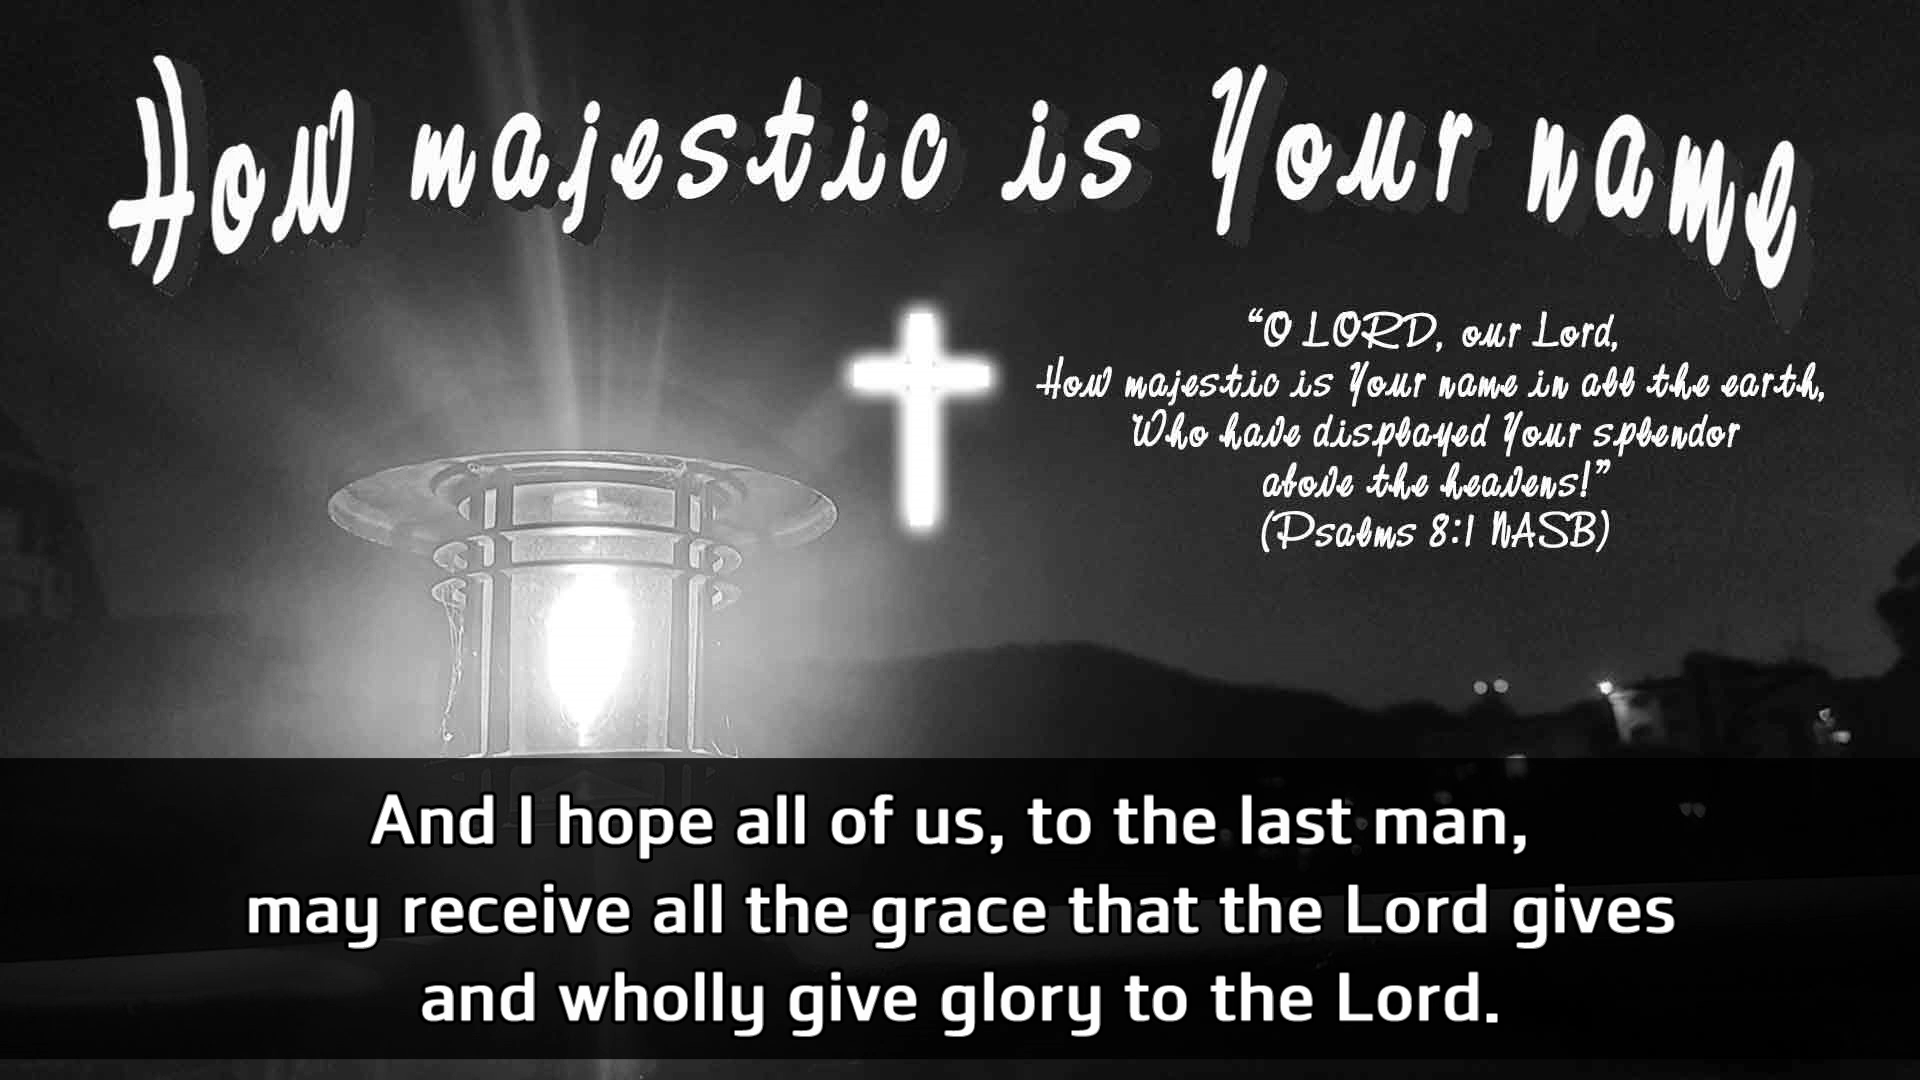 How majestic is Your name
“O LORD, our Lord,
How majestic is Your name in all the earth,
Who have displayed Your splendor
above the heavens!”
(Psalms 8:1 NASB)
And I hope all of us, to the last man,
may receive all the grace that the Lord gives
and wholly give glory to the Lord.